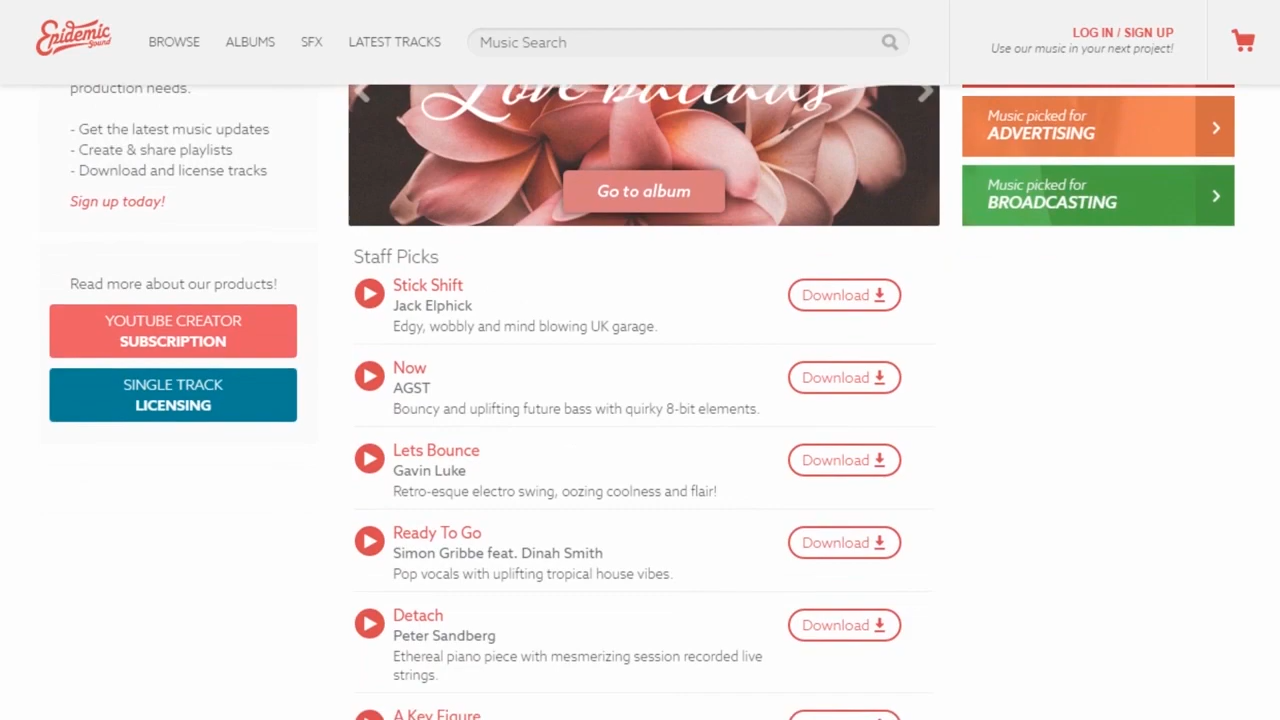 Epidemic
Sound
BROWSE
ALBUMS
SFX
LATEST TRACKS
Music Search
LOG IN / SIGN UP
Use our music in your next project!
production needs.
- Get the latest music updates
- Create & share playlists
- Download and license tracks
Sign up today!
Read more about our products!
YOUTUBE CREATOR
SUBSCRIPTION
SINGLE TRACK
LICENSING
Love ballads
Go to album
Staff Picks
Stick Shift
Jack Elphick
Edgy, wobbly and mind blowing UK garage.
Download
Now
AGST
Bouncy and uplifting future bass with quirky 8-bit elements.
Download
Lets Bounce
Gavin Luke
Retro-esque electro swing, oozing coolness and flair!
Download
Ready To Go
Simon Gribbe feat. Dinah Smith
Pop vocals with uplifting tropical house vibes.
Download
Detach
Peter Sandberg
Ethereal piano piece with mesmerizing session recorded live
strings.
Download
A Key Figure
Music picked for
ADVERTISING
Music picked for
BROADCASTING